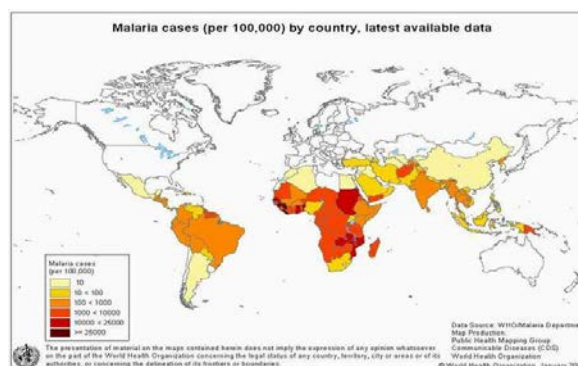 Malaria cases (per 100,000) by country, latest available data
Malaria cases
(per 100,000)
10
10 < 100
100 < 1000
1000 < 10000
10000 < 25000
>= 25000
Data Source: WHO/Malaria Department
Map Production:
Public Health Mapping Group
Communicable Diseases (CDS)
World Health Organization
The presentation of material on the maps contained herein does not imply the expression of any opinion whatsoever
on the part of the World Health Organization concerning the legal status of any country, territory, city or areas or of its
authorities, or concerning the delineation of its frontiers or boundaries.
World Health Organization, January